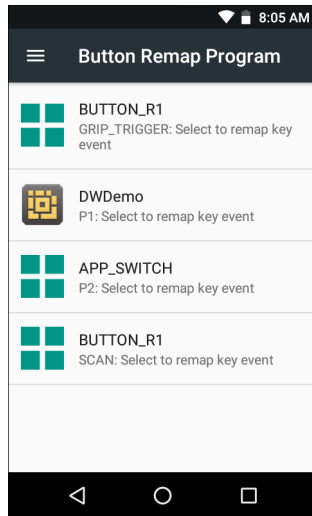 8:05 AM
Button Remap Program
BUTTON_R1
GRIP_TRIGGER: Select to remap key
event
DWDemo
P1: Select to remap key event
APP_SWITCH
P2: Select to remap key event
BUTTON_R1
SCAN: Select to remap key event